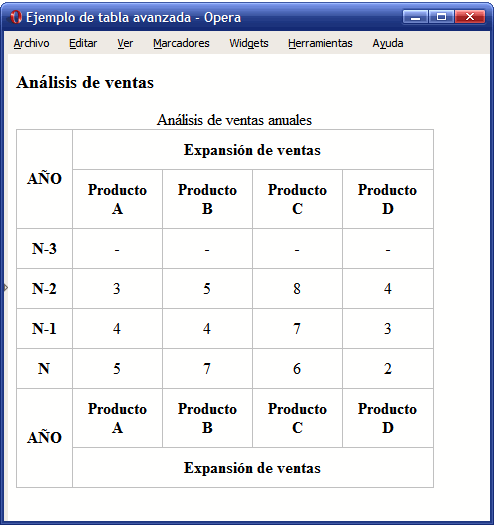 Ejemplo de tabla avanzada - Opera
Archivo Editar Ver Marcadores Widgets Herramientas Ayuda
Análisis de ventas
Análisis de ventas anuales
AÑO Expansión de ventas
Producto A Producto B Producto C Producto D
N-3 - - - -
N-2 3 5 8 4
N-1 4 4 7 3
N 5 7 6 2
AÑO Producto A Producto B Producto C Producto D
Expansión de ventas